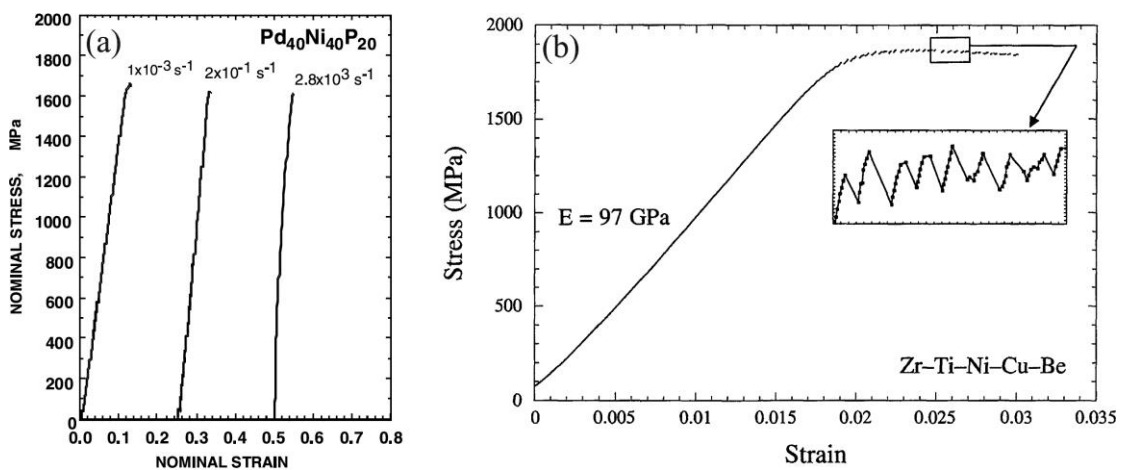 (a)
Pd40Ni40P20
1x10-3 s-1
2x10-1 s-1
2.8x103 s-1
NOMINAL STRESS, MPa
2000
1800
1600
1400
1200
1000
800
600
400
200
0
0.0 0.1 0.2 0.3 0.4 0.5 0.6 0.7 0.8
NOMINAL STRAIN
(b)
Stress (MPa)
2000
1500
1000
500
0
E = 97 GPa
Zr–Ti–Ni–Cu–Be
0 0.005 0.01 0.015 0.02 0.025 0.03 0.035
Strain